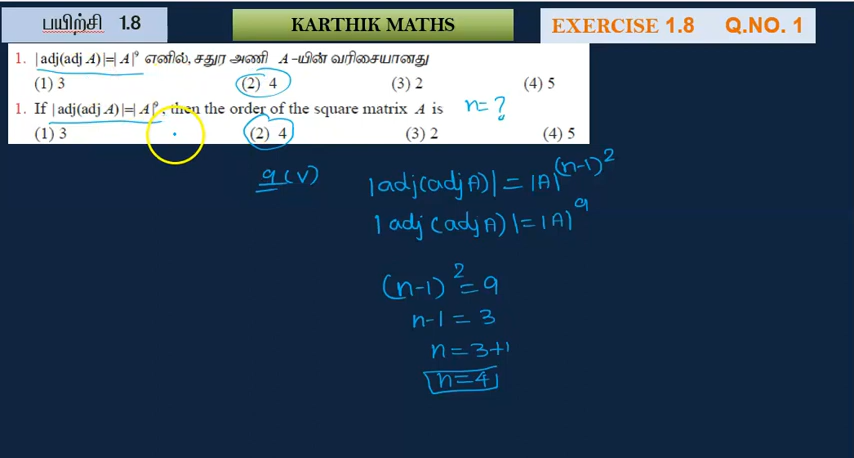 பயிற்சி 1.8
KARTHIK MATHS
EXERCISE 1.8 Q.NO. 1
1. |adj(adj A)|=|A|⁹ எனில், சதுர அணி A-யின் வரிசையானது
(1) 3 (2) 4 (3) 2 (4) 5
1. If |adj(adj A)|=|A|⁹, then the order of the square matrix A is n=?
(1) 3 (2) 4 (3) 2 (4) 5
9(v) |adj(adj A)| = |A|^(n-1)²
|adj(adj A)| = |A|⁹
(n-1)² = 9
n-1 = 3
n = 3+1
n=4